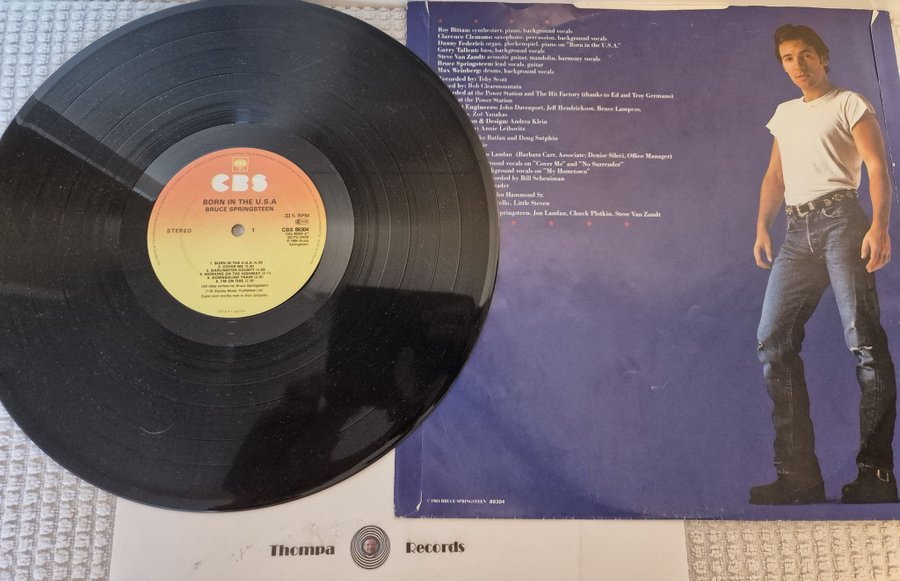 CBS
BORN IN THE U.S.A
BRUCE SPRINGSTEEN
33⅓ RPM
STEREO
1
CBS 86304
1. BORN IN THE U.S.A
2. COVER ME
3. DARLINGTON COUNTY
4. WORKING ON THE HIGHWAY
5. DOWNBOUND TRAIN
6. I'M ON FIRE
Roy Bittan: synthesizer, piano, background vocals
Clarence Clemons: saxophone, percussion, background vocals
Danny Federici: organ, glockenspiel, piano on "Born in the U.S.A."
Garry Tallent: bass, background vocals
Steve Van Zandt: acoustic guitar, mandolin, harmony vocals
Bruce Springsteen: lead vocals, guitar
Max Weinberg: drums, background vocals
Recorded by: Toby Scott
by: Bob Clearmountain
at the Power Station and The Hit Factory (thanks to Ed and Troy Germano)
at the Power Station
Engineers: John Davenport, Jeff Hendrickson, Bruce Lampcov,
Zoë Yanakas
& Design: Andrea Klein
Annie Leibovitz
Batlan and Doug Sutphin
Landau (Barbara Carr, Associate; Denise Sileci, Office Manager)
vocals on "Cover Me" and "No Surrender"
vocals on "My Hometown"
by Bill Scheniman
John Hammond Sr.
Little Steven
Springsteen, Jon Landau, Chuck Plotkin, Steve Van Zandt
© 1984 BRUCE SPRINGSTEEN 86304
Thompa Records